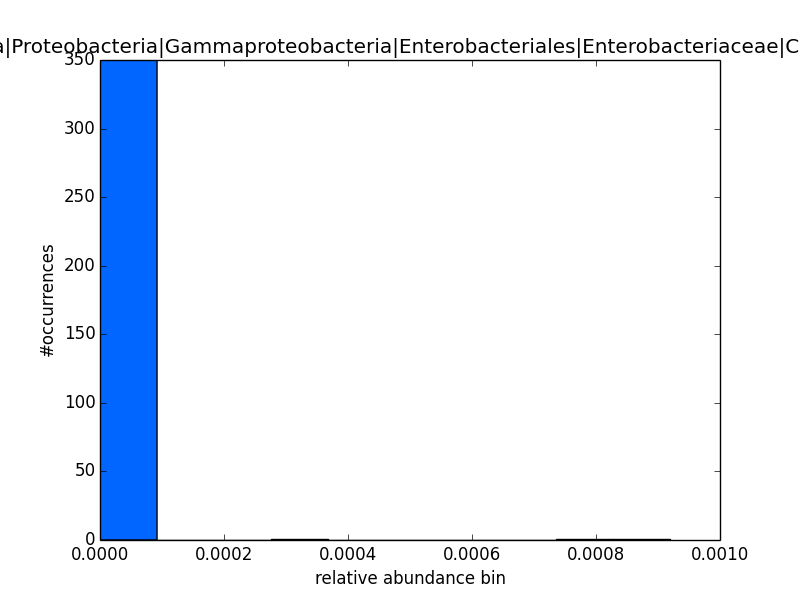 a|Proteobacteria|Gammaproteobacteria|Enterobacteriales|Enterobacteriaceae|C
350
300
250
200
150
100
50
0
#occurrences
0.0000 0.0002 0.0004 0.0006 0.0008 0.0010
relative abundance bin